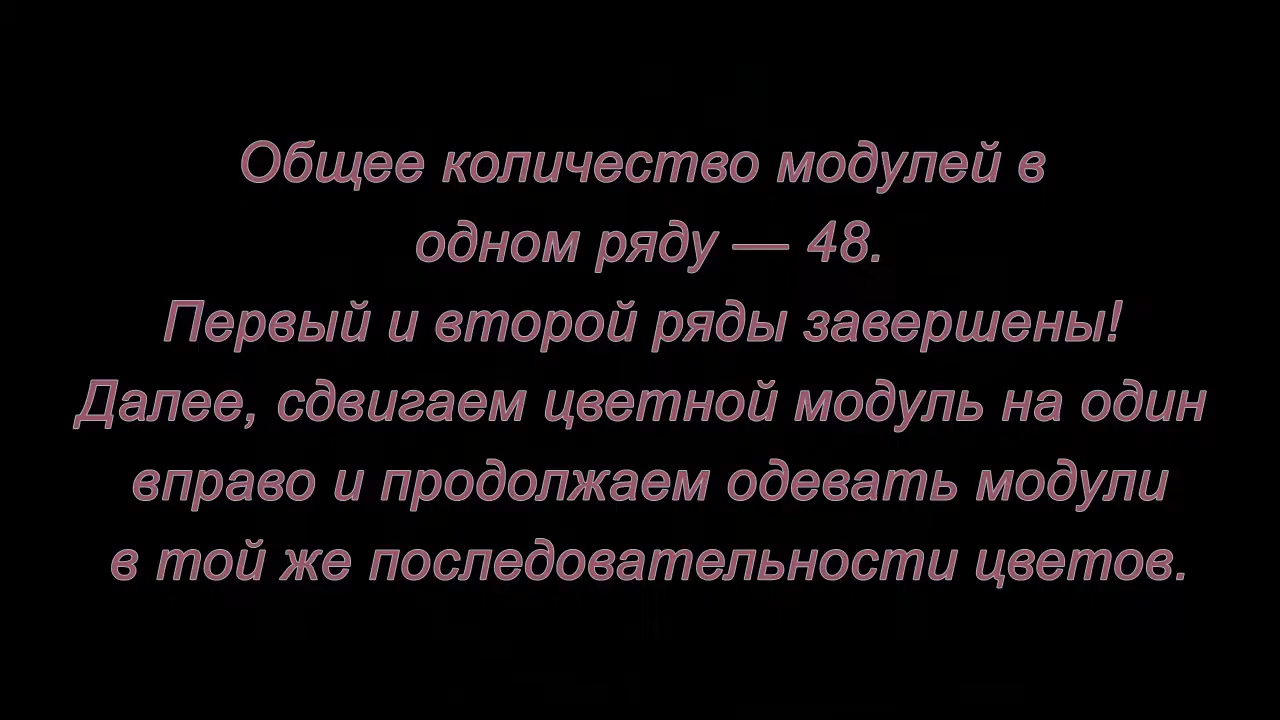 Общее количество модулей в
одном ряду — 48.
Первый и второй ряды завершены!
Далее, сдвигаем цветной модуль на один
вправо и продолжаем одевать модули
в той же последовательности цветов.